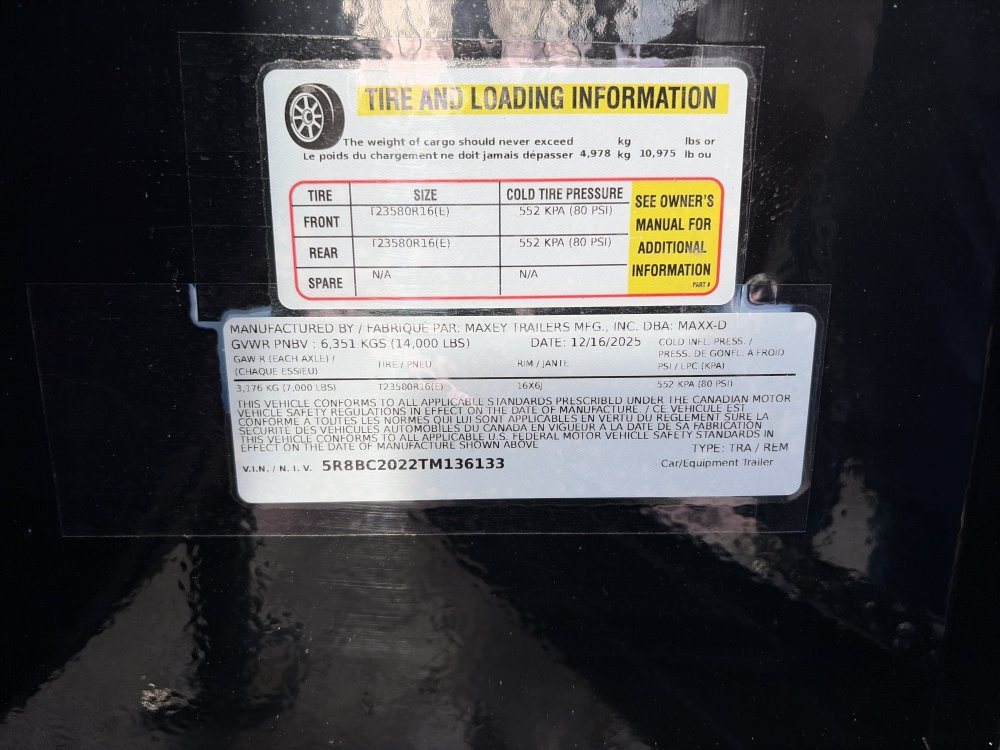 TIRE AND LOADING INFORMATION
The weight of cargo should never exceed kg lbs or
Le poids du chargement ne doit jamais dépasser 4,978 kg 10,975 lb ou
TIRE SIZE COLD TIRE PRESSURE
SEE OWNER'S MANUAL FOR ADDITIONAL INFORMATION
FRONT T23580R16(E) 552 KPA (80 PSI)
REAR T23580R16(E) 552 KPA (80 PSI)
SPARE N/A N/A
PART #
MANUFACTURED BY / FABRIQUÉ PAR: MAXEY TRAILERS MFG., INC. DBA: MAXX-D
GVWR PNBV : 6,351 KGS (14,000 LBS) DATE: 12/16/2025 COLD INFL. PRESS. /
PRESS. DE GONFL. A FROID
GAW R (EACH AXLE) / TIRE / PNEU RIM / JANTE PSI / LPC (KPA)
(CHAQUE ESSIEU)
3,176 KG (7,000 LBS) T23580R16(E) 16X6J 552 KPA (80 PSI)
THIS VEHICLE CONFORMS TO ALL APPLICABLE STANDARDS PRESCRIBED UNDER THE CANADIAN MOTOR
VEHICLE SAFETY REGULATIONS IN EFFECT ON THE DATE OF MANUFACTURE. / CE VEHICULE EST
CONFORME A TOUTES LES NORMES QUI LUI SONT APPLICABLES EN VERTU DU REGLEMENT SURE LA
SECURITE DES VEHICULES AUTOMOBILES DU CANADA EN VIGUEUR A LA DATE DE SA FABRICATION
THIS VEHICLE CONFORMS TO ALL APPLICABLE U.S. FEDERAL MOTOR VEHICLE SAFETY STANDARDS IN
EFFECT ON THE DATE OF MANUFACTURE SHOWN ABOVE
TYPE: TRA / REM
V.I.N. / N. I. V. 5R8BC2022TM136133 Car/Equipment Trailer